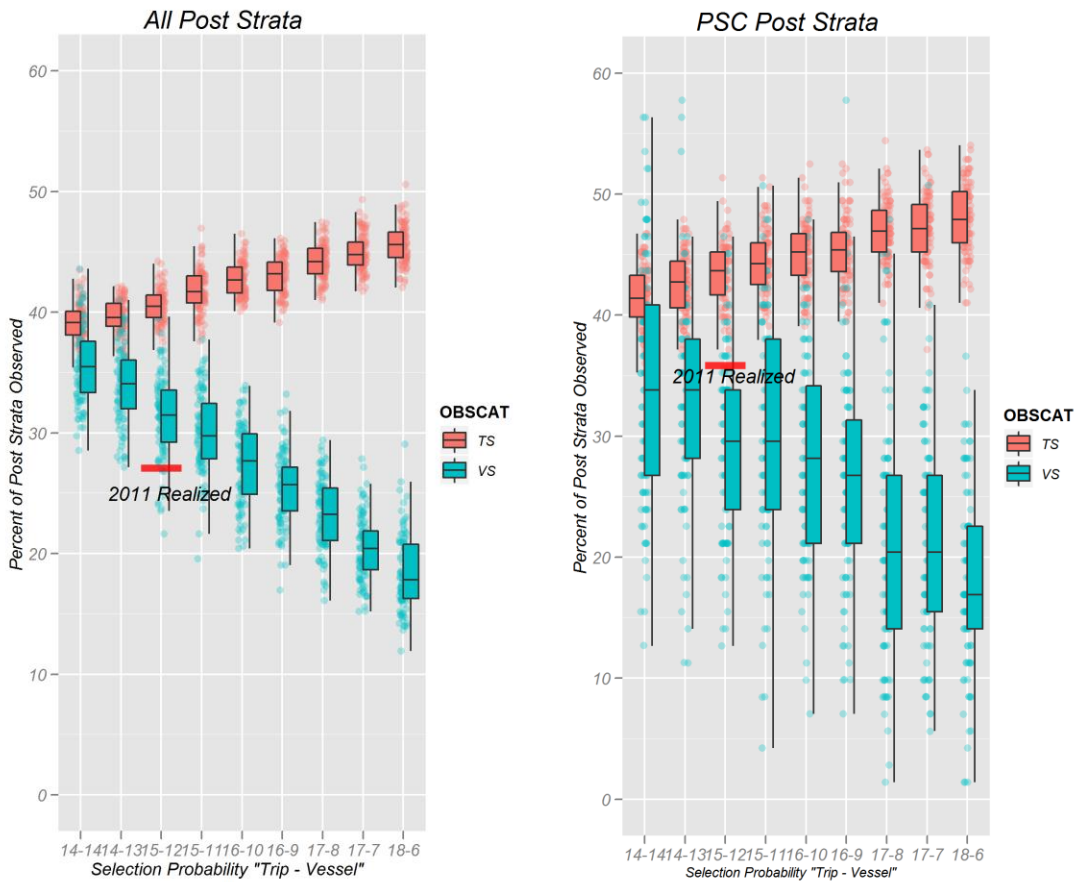 All Post Strata
Percent of Post Strata Observed
60
50
40
30
20
10
0
2011 Realized
14-14 14-13 15-12 15-11 16-10 16-9 17-8 17-7 18-6
Selection Probability "Trip - Vessel"
OBSCAT
TS
VS
PSC Post Strata
Percent of Post Strata Observed
60
50
40
30
20
10
0
2011 Realized
14-14 14-13 15-12 15-11 16-10 16-9 17-8 17-7 18-6
Selection Probability "Trip - Vessel"
OBSCAT
TS
VS